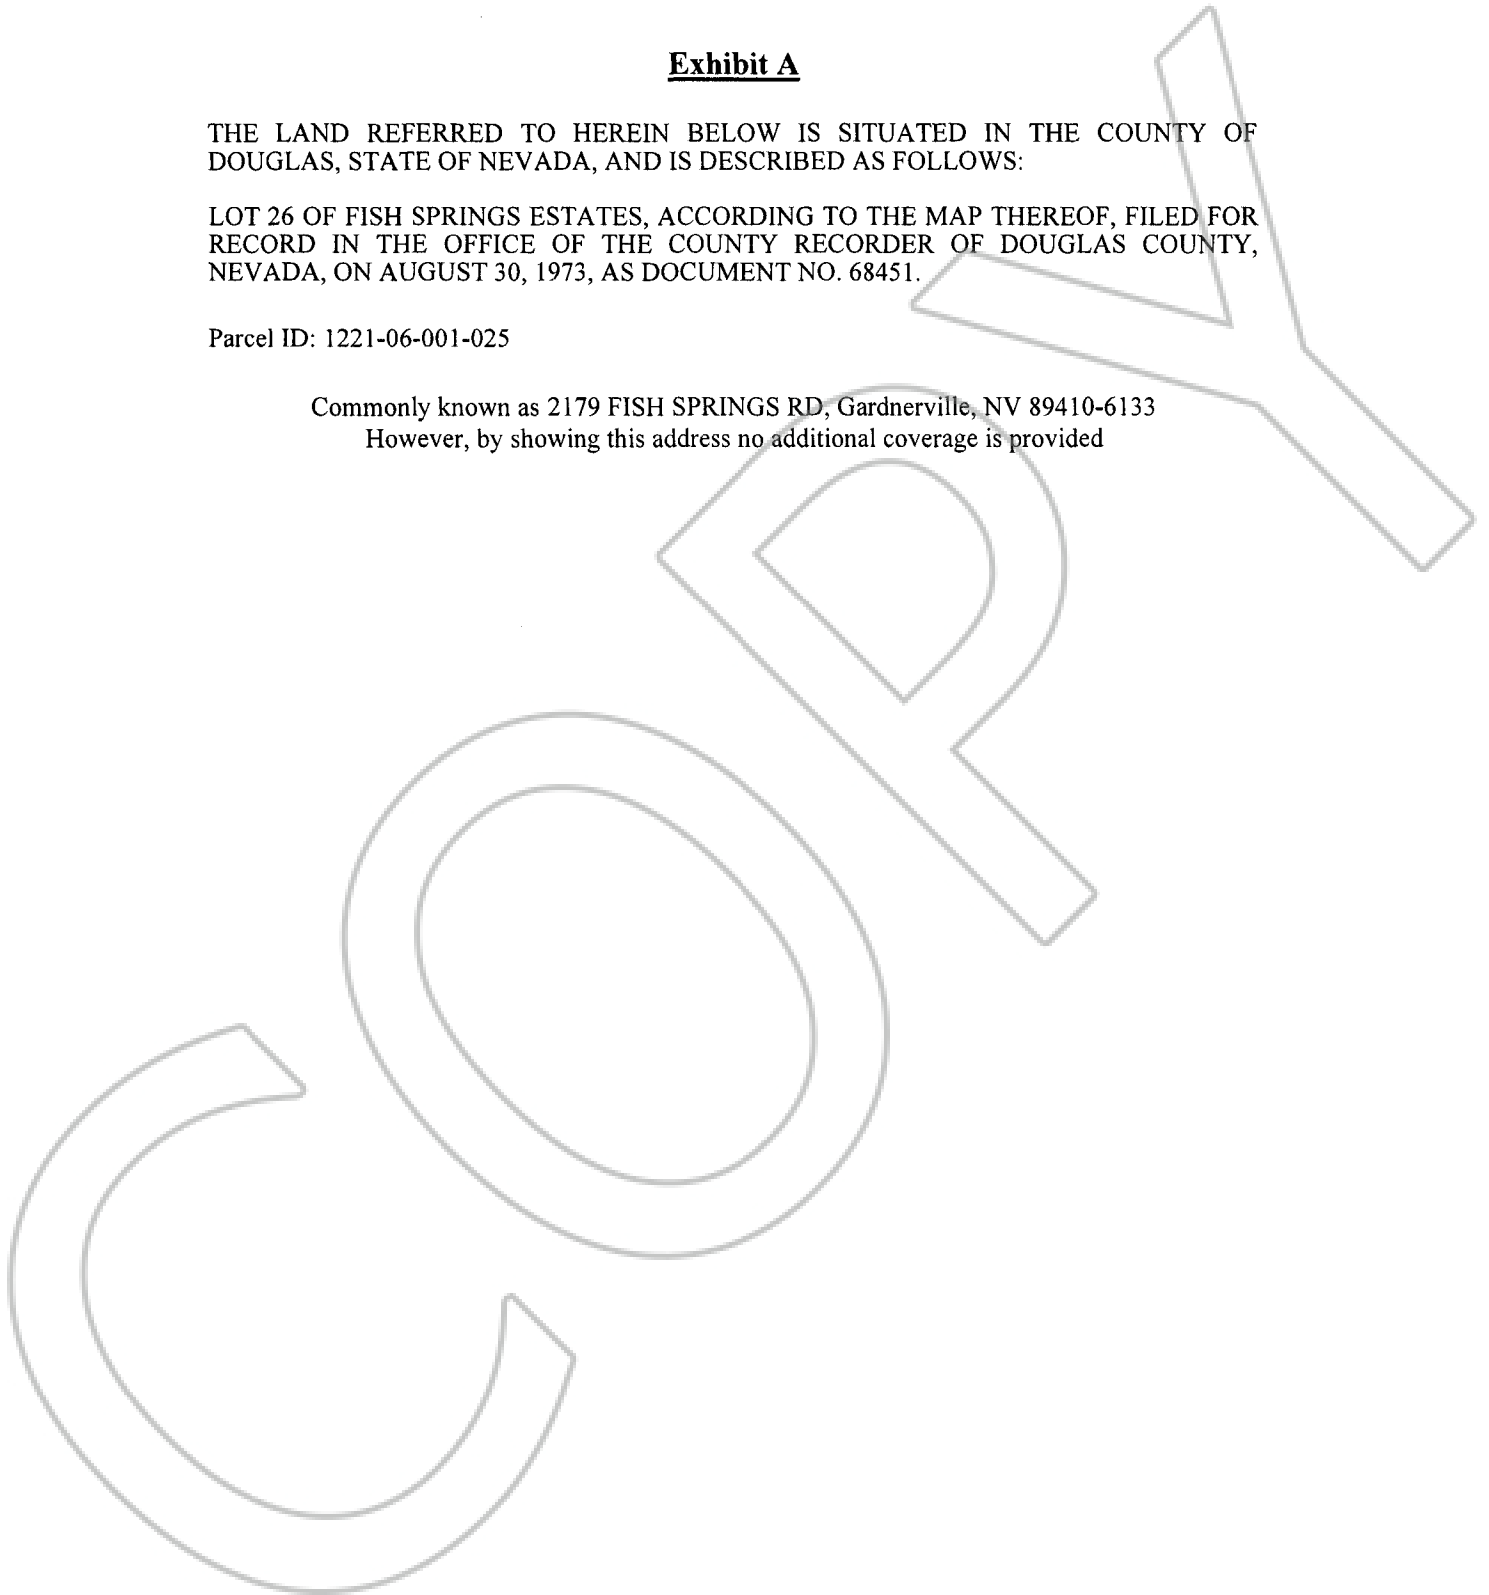 Exhibit A
THE LAND REFERRED TO HEREIN BELOW IS SITUATED IN THE COUNTY OF
DOUGLAS, STATE OF NEVADA, AND IS DESCRIBED AS FOLLOWS:
LOT 26 OF FISH SPRINGS ESTATES, ACCORDING TO THE MAP THEREOF, FILED FOR
RECORD IN THE OFFICE OF THE COUNTY RECORDER OF DOUGLAS COUNTY,
NEVADA, ON AUGUST 30, 1973, AS DOCUMENT NO. 68451.
Parcel ID: 1221-06-001-025
Commonly known as 2179 FISH SPRINGS RD, Gardnerville, NV 89410-6133
However, by showing this address no additional coverage is provided
COPY